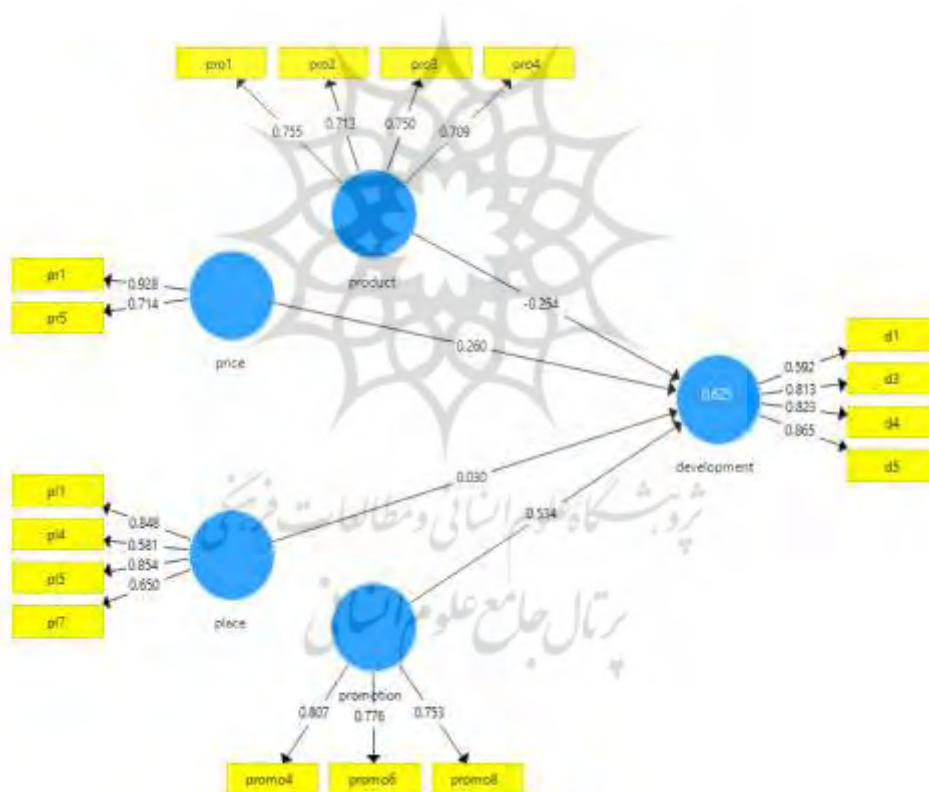 pro1 pro2 pro3 pro4
0.755 0.713 0.750 0.709
product
pr1
pr5
0.928
0.714
price
-0.254
0.260
0.030
0.534
0.625
development
0.592
0.813
0.823
0.865
d1
d3
d4
d5
pl1
pl4
pl5
pl7
0.848
0.581
0.854
0.650
place
promotion
0.807 0.776 0.753
promo4 promo6 promo8
پژوهشگاه علوم انسانی و مطالعات فرهنگی
پرتال جامع علوم انسانی